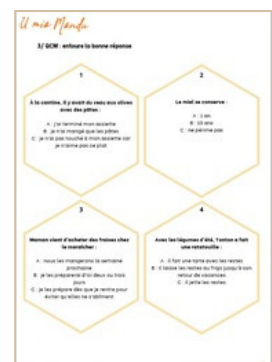 U mio Mondu
3/ QCM : entoure la bonne réponse
1
À la cantine, il y avait du veau aux olives
avec des pâtes :
A : j'ai terminé mon assiette
B : je n'ai mangé que les pâtes
C : je n'ai pas touché à mon assiette car
je n'aime pas ce plat
2
Le miel se conserve :
A : 1 an
B : 10 ans
C : ne périme pas
3
Maman vient d'acheter des fraises chez
le maraîcher :
A : nous les mangerons la semaine
prochaine
B : je les préparerai d'ici deux ou trois
jours
C : je les prépare dès que je rentre pour
éviter qu'elles ne s'abîment
4
Avec les légumes d'été, Tonton a fait
une ratatouille :
A : il fait une tarte avec les restes
B : il laisse les restes au frigo jusqu'à son
retour de vacances
C : il jette les restes